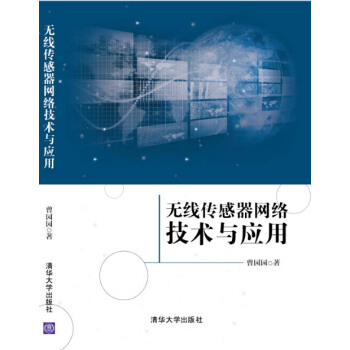 无线传感器网络技术与应用
曾园园◎著
清华大学出版社
无线传感器网络
技术与应用
曾园园◎著
清华大学出版社